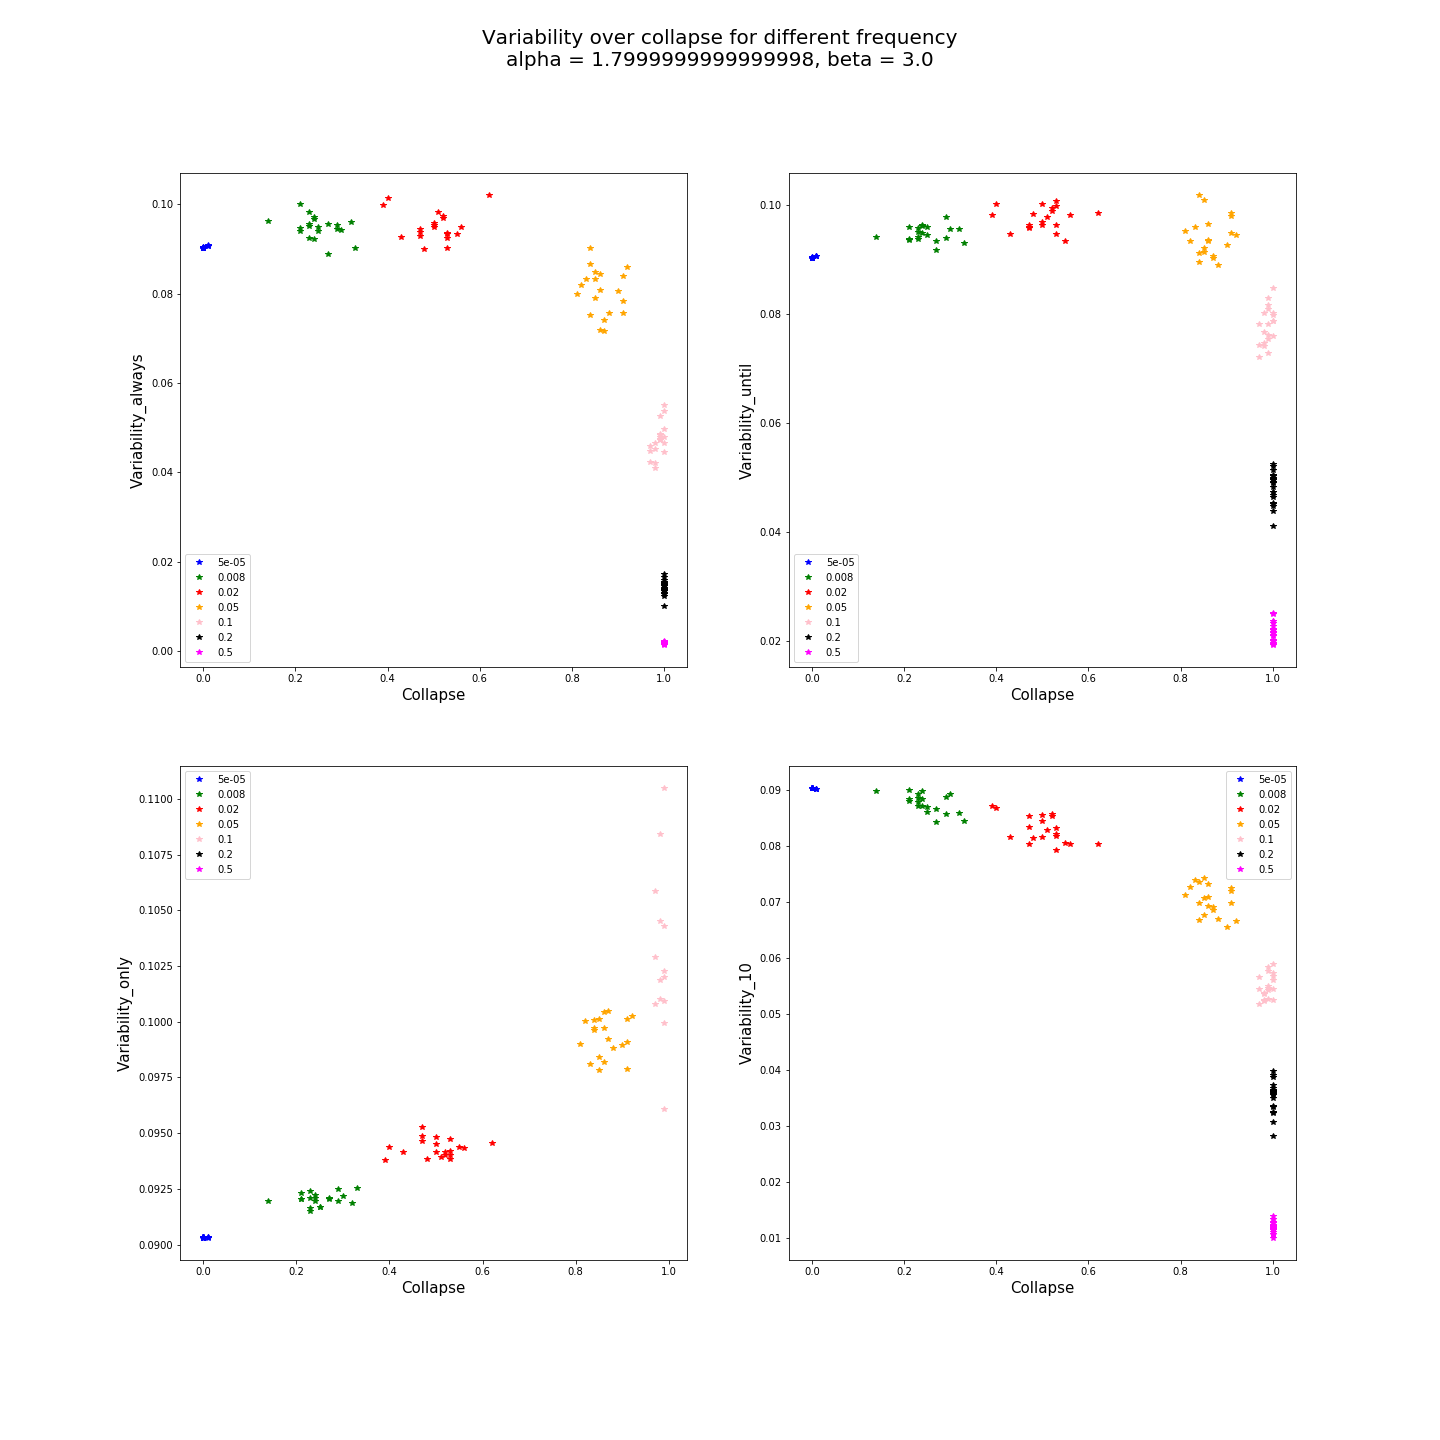 Variability over collapse for different frequency
alpha = 1.7999999999999998, beta = 3.0
Variability_always
0.10
0.08
0.06
0.04
0.02
0.00
5e-05
0.008
0.02
0.05
0.1
0.2
0.5
0.0 0.2 0.4 0.6 0.8 1.0
Collapse
Variability_until
0.10
0.08
0.06
0.04
0.02
5e-05
0.008
0.02
0.05
0.1
0.2
0.5
0.0 0.2 0.4 0.6 0.8 1.0
Collapse
Variability_only
0.1100
0.1075
0.1050
0.1025
0.1000
0.0975
0.0950
0.0925
0.0900
5e-05
0.008
0.02
0.05
0.1
0.2
0.5
0.0 0.2 0.4 0.6 0.8 1.0
Collapse
Variability_10
0.09
0.08
0.07
0.06
0.05
0.04
0.03
0.02
0.01
5e-05
0.008
0.02
0.05
0.1
0.2
0.5
0.0 0.2 0.4 0.6 0.8 1.0
Collapse